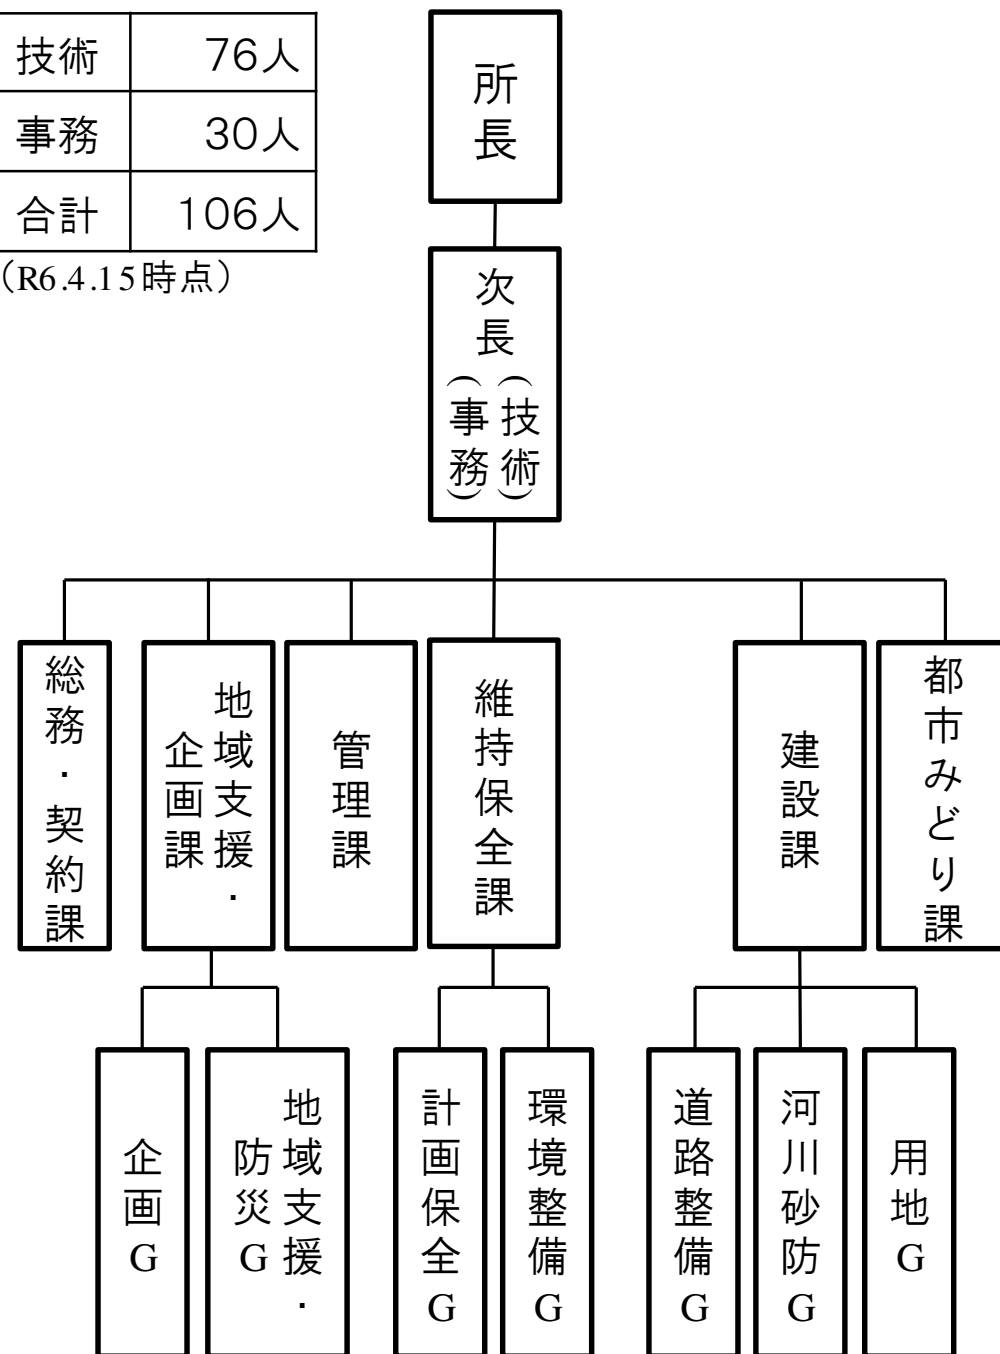 技術 76人
事務 30人
合計 106人
（R6.4.15時点）
所長
次長
（技術）
（事務）
総務・契約課
地域支援・
企画課
管理課
維持保全課
建設課
都市みどり課
企画G
地域支援・
防災G
計画保全G
環境整備G
道路整備G
河川砂防G
用地G